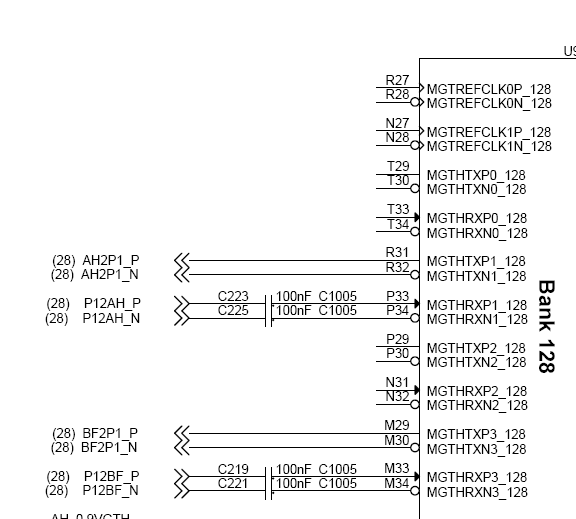 U9
R27 MGTREFCLK0P_128
R28 MGTREFCLK0N_128
N27 MGTREFCLK1P_128
N28 MGTREFCLK1N_128
T29 MGTHTXP0_128
T30 MGTHTXN0_128
T33 MGTHRXP0_128
T34 MGTHRXN0_128
(28) AH2P1_P R31 MGTHTXP1_128
(28) AH2P1_N R32 MGTHTXN1_128
(28) P12AH_P C223 100nF C1005 P33 MGTHRXP1_128
(28) P12AH_N C225 100nF C1005 P34 MGTHRXN1_128
P29 MGTHTXP2_128
P30 MGTHTXN2_128
N31 MGTHRXP2_128
N32 MGTHRXN2_128
(28) BF2P1_P M29 MGTHTXP3_128
(28) BF2P1_N M30 MGTHTXN3_128
(28) P12BF_P C219 100nF C1005 M33 MGTHRXP3_128
(28) P12BF_N C221 100nF C1005 M34 MGTHRXN3_128
Bank 128
AH_0.9VGTH